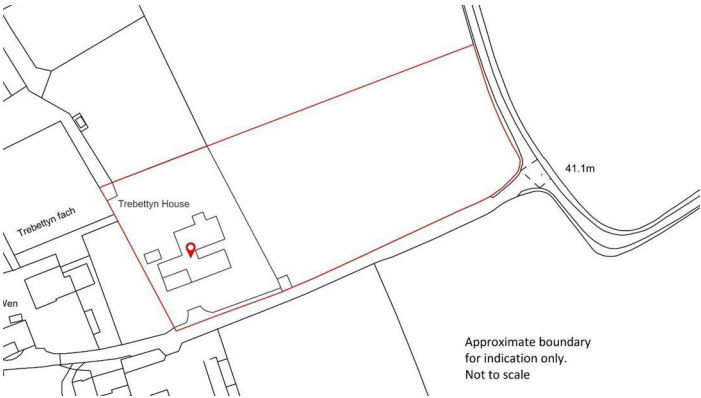 41.1m
Trebettyn House
Trebettyn fach
Wen
Approximate boundary
for indication only.
Not to scale